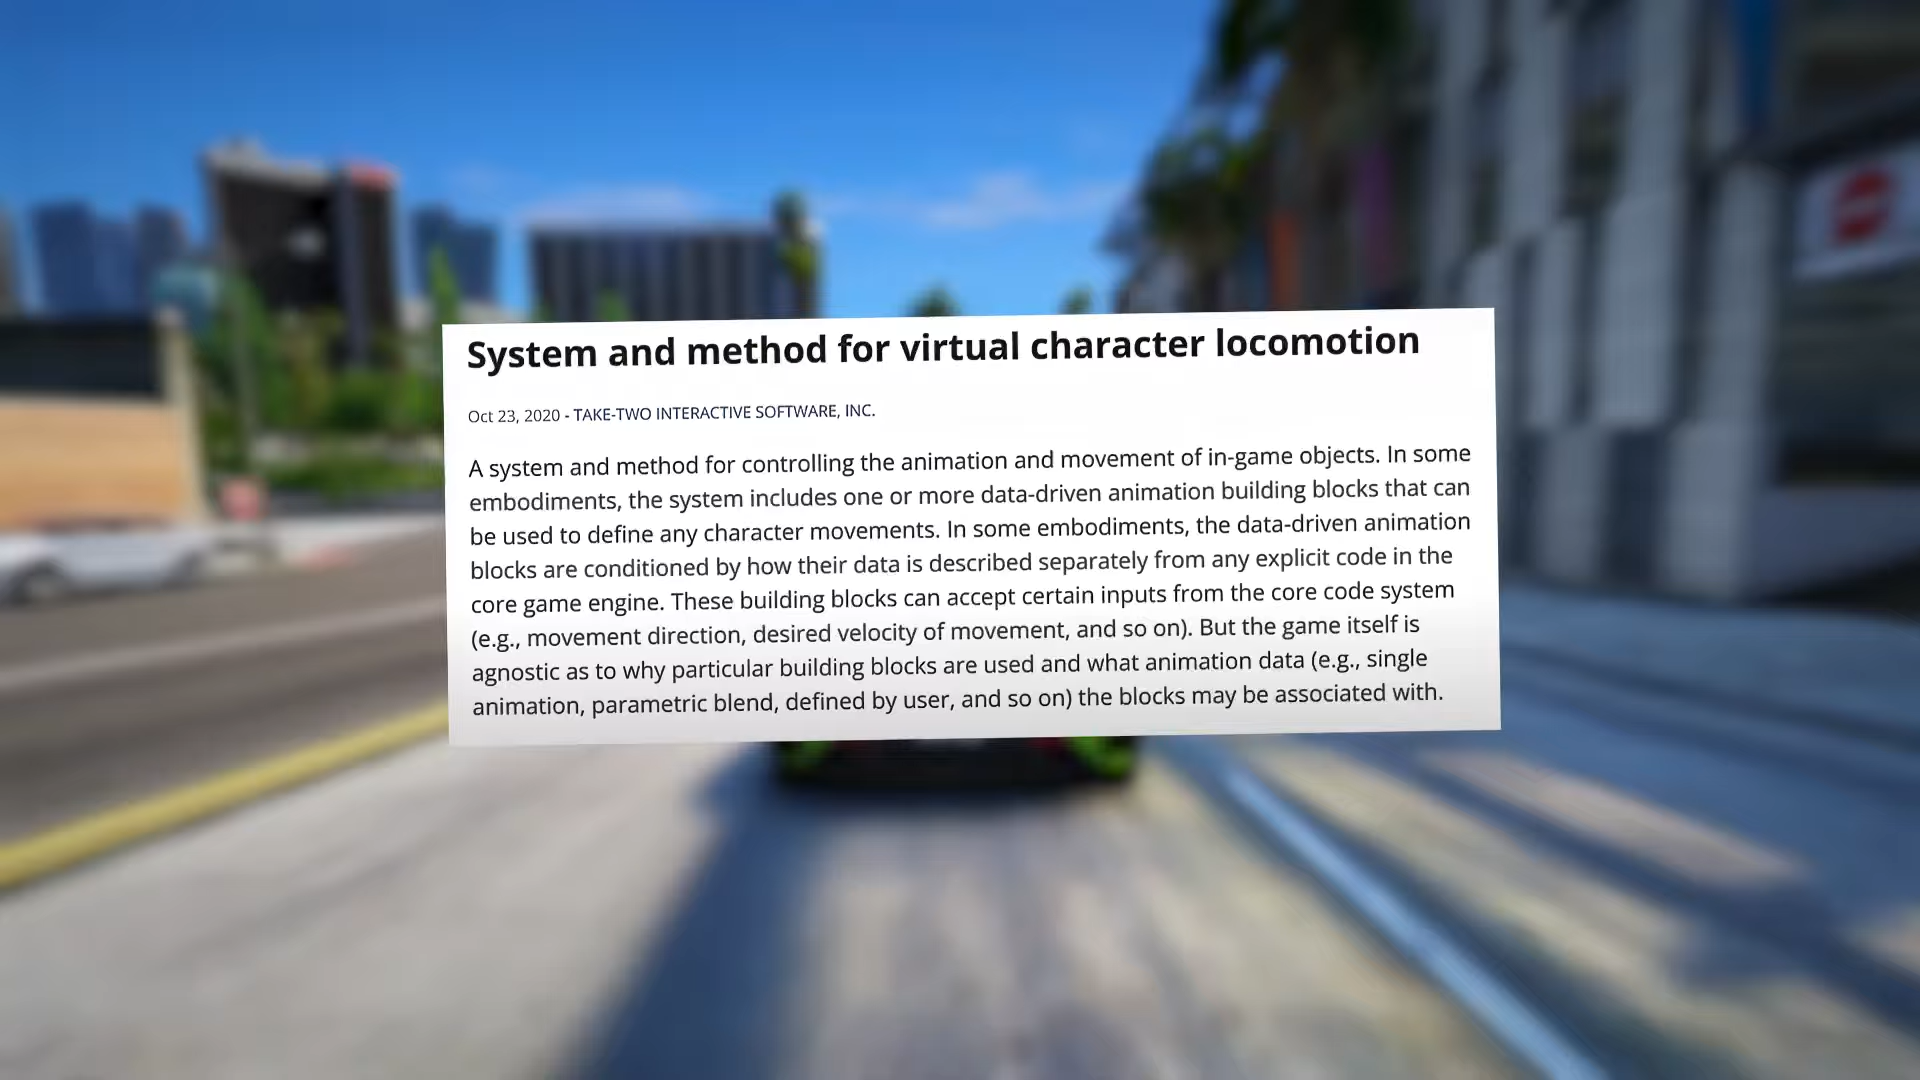 System and method for virtual character locomotion
Oct 23, 2020 - TAKE-TWO INTERACTIVE SOFTWARE, INC.
A system and method for controlling the animation and movement of in-game objects. In some
embodiments, the system includes one or more data-driven animation building blocks that can
be used to define any character movements. In some embodiments, the data-driven animation
blocks are conditioned by how their data is described separately from any explicit code in the
core game engine. These building blocks can accept certain inputs from the core code system
(e.g., movement direction, desired velocity of movement, and so on). But the game itself is
agnostic as to why particular building blocks are used and what animation data (e.g., single
animation, parametric blend, defined by user, and so on) the blocks may be associated with.